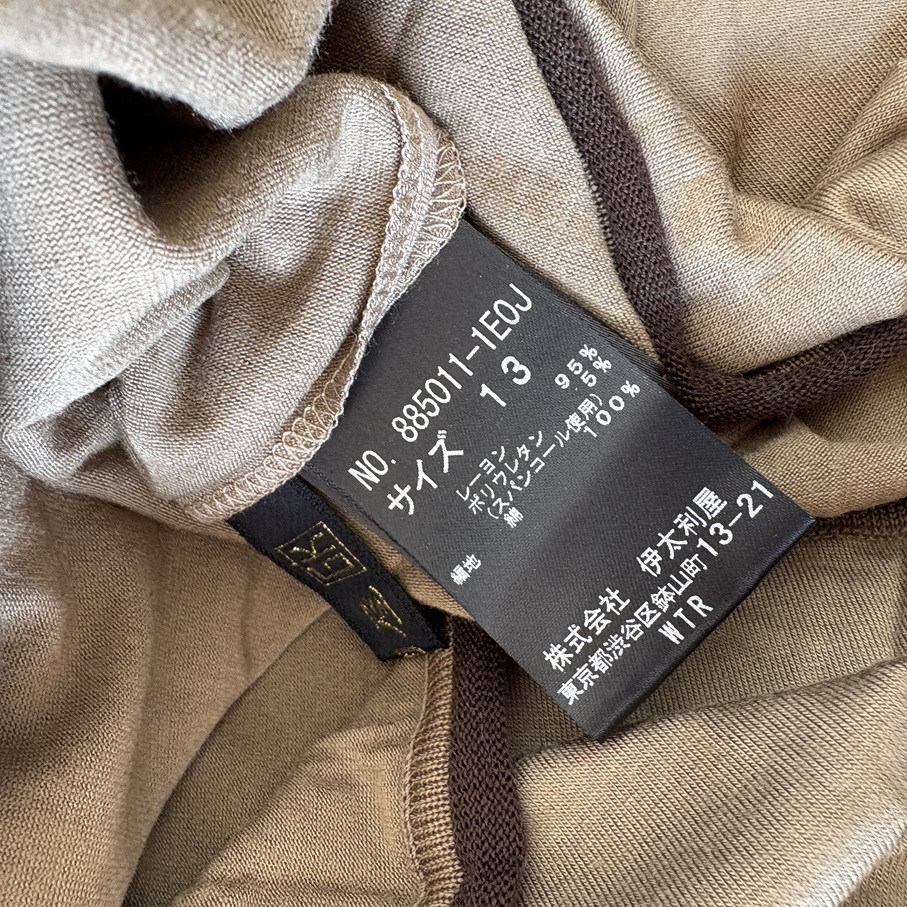 NO. 885011-1E0J
サイズ 13
レーヨン 95%
ポリウレタン 5%
(スパンコール使用)
綿 100%
編地
株式会社 伊太利屋
東京都渋谷区鉢山町13-21
WTR